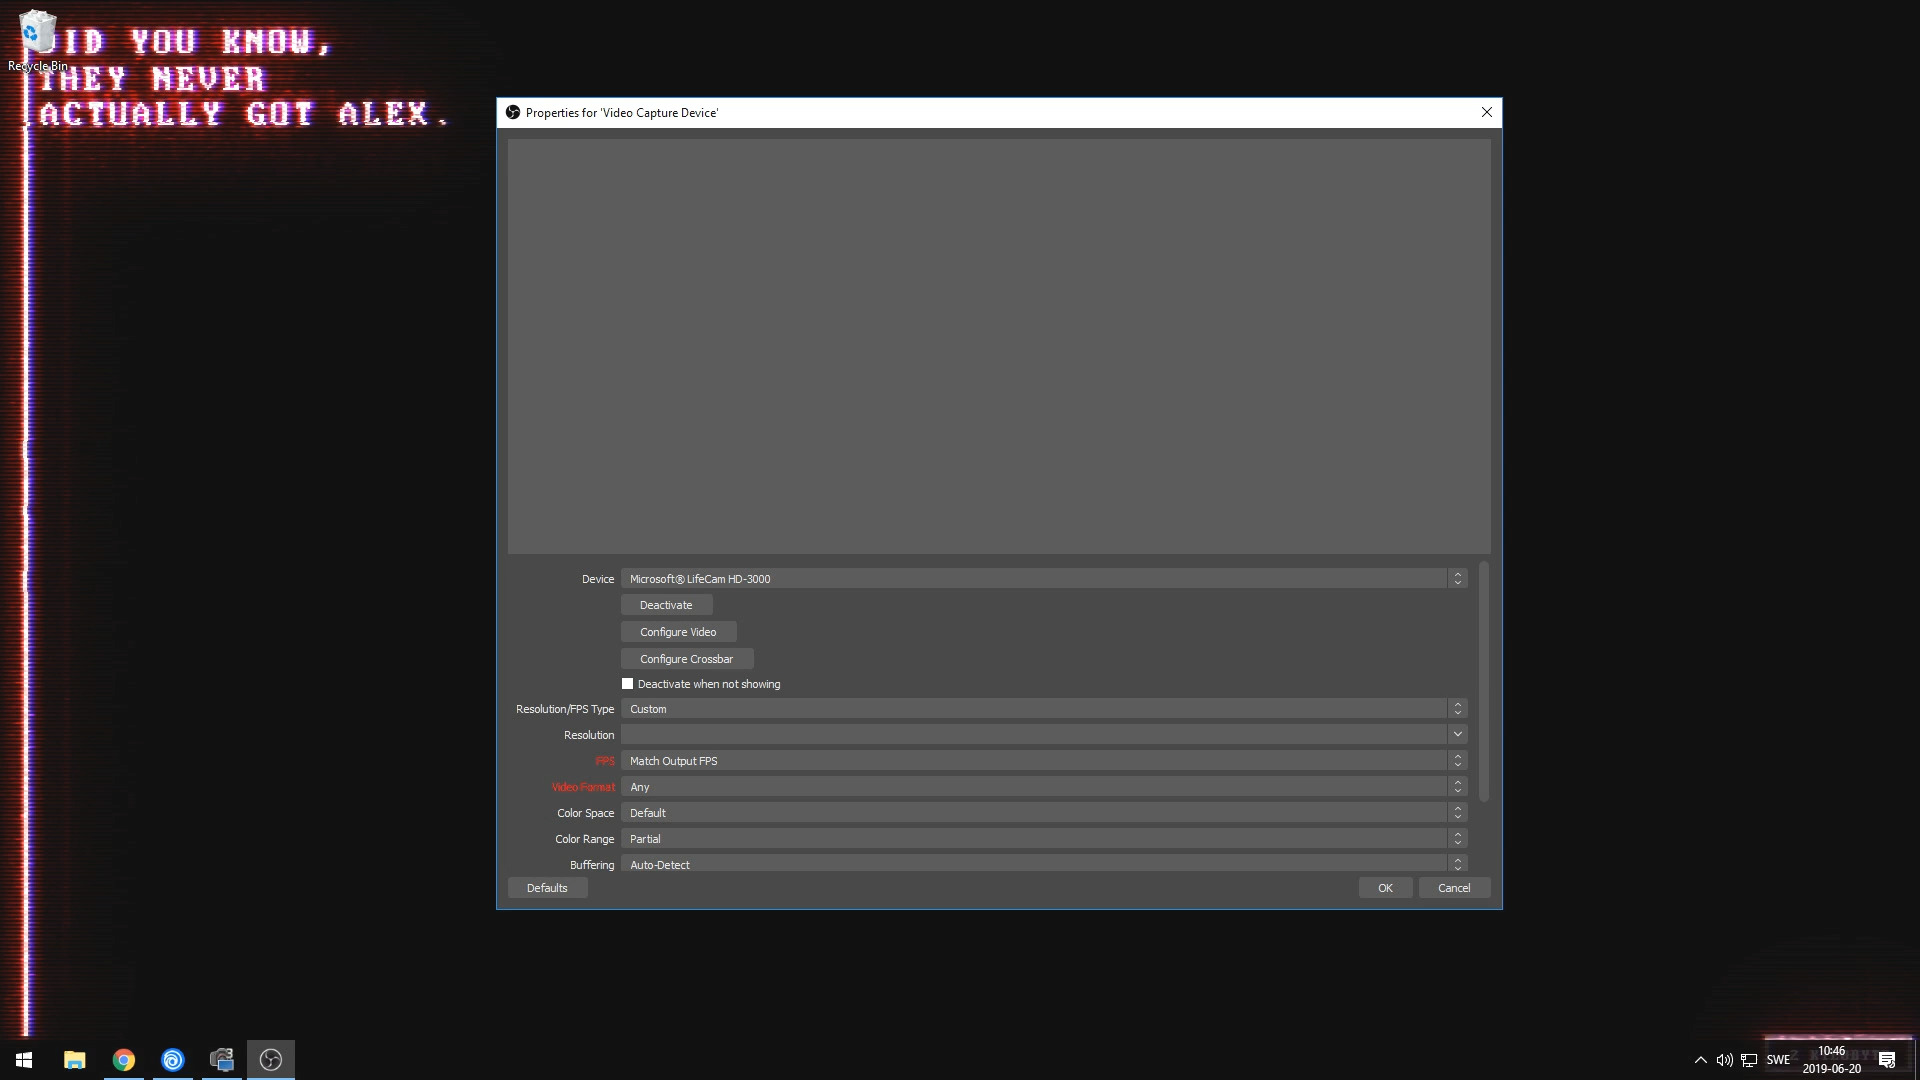 DID YOU KNOW,
Recycle Bin
THEY NEVER
ACTUALLY GOT ALEX.
Properties for 'Video Capture Device'
Device Microsoft® LifeCam HD-3000
Deactivate
Configure Video
Configure Crossbar
Deactivate when not showing
Resolution/FPS Type Custom
Resolution
FPS Match Output FPS
Video Format Any
Color Space Default
Color Range Partial
Buffering Auto-Detect
Defaults OK Cancel
SWE 10:46
2019-06-20